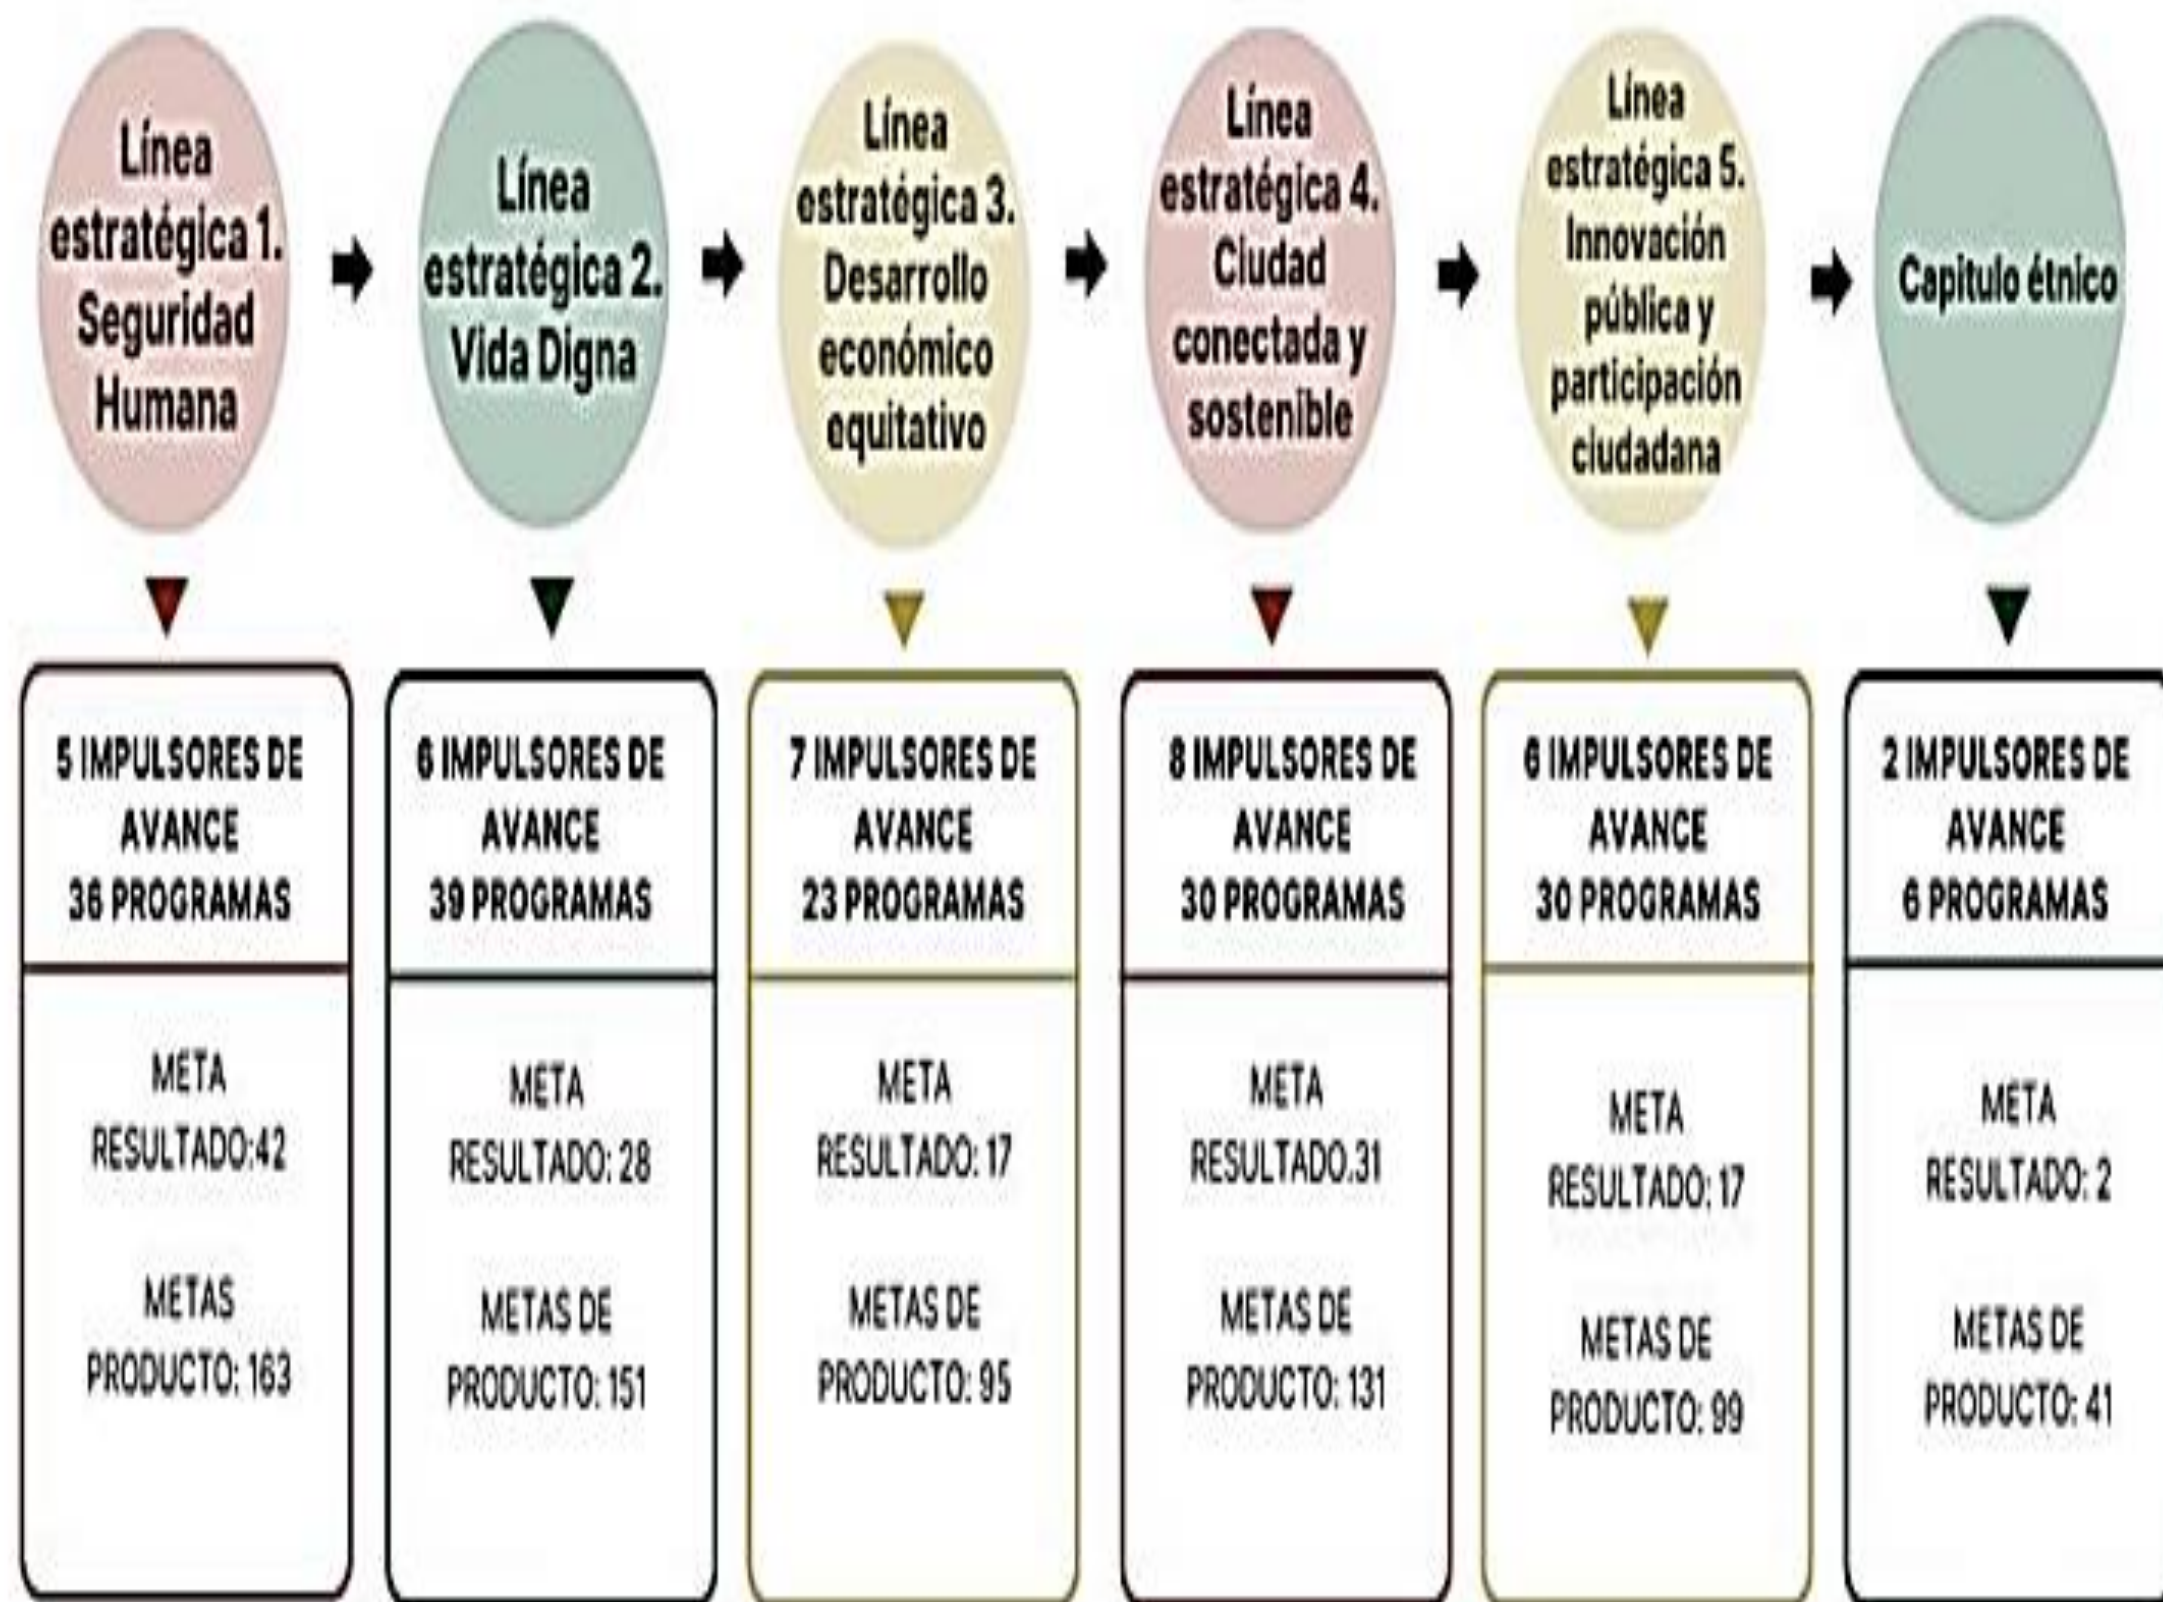 Línea
estratégica 1.
Seguridad
Humana
Línea
estratégica 2.
Vida Digna
Línea
estratégica 3.
Desarrollo
económico
equitativo
Línea
estratégica 4.
Ciudad
conectada y
sostenible
Línea
estratégica 5.
Innovación
pública y
participación
ciudadana
Capitulo étnico
5 IMPULSORES DE
AVANCE
36 PROGRAMAS
META
RESULTADO:42
METAS
PRODUCTO: 163
6 IMPULSORES DE
AVANCE
39 PROGRAMAS
META
RESULTADO: 28
METAS DE
PRODUCTO: 151
7 IMPULSORES DE
AVANCE
23 PROGRAMAS
META
RESULTADO: 17
METAS DE
PRODUCTO: 95
8 IMPULSORES DE
AVANCE
30 PROGRAMAS
META
RESULTADO.31
METAS DE
PRODUCTO: 131
6 IMPULSORES DE
AVANCE
30 PROGRAMAS
META
RESULTADO: 17
METAS DE
PRODUCTO: 99
2 IMPULSORES DE
AVANCE
6 PROGRAMAS
META
RESULTADO: 2
METAS DE
PRODUCTO: 41